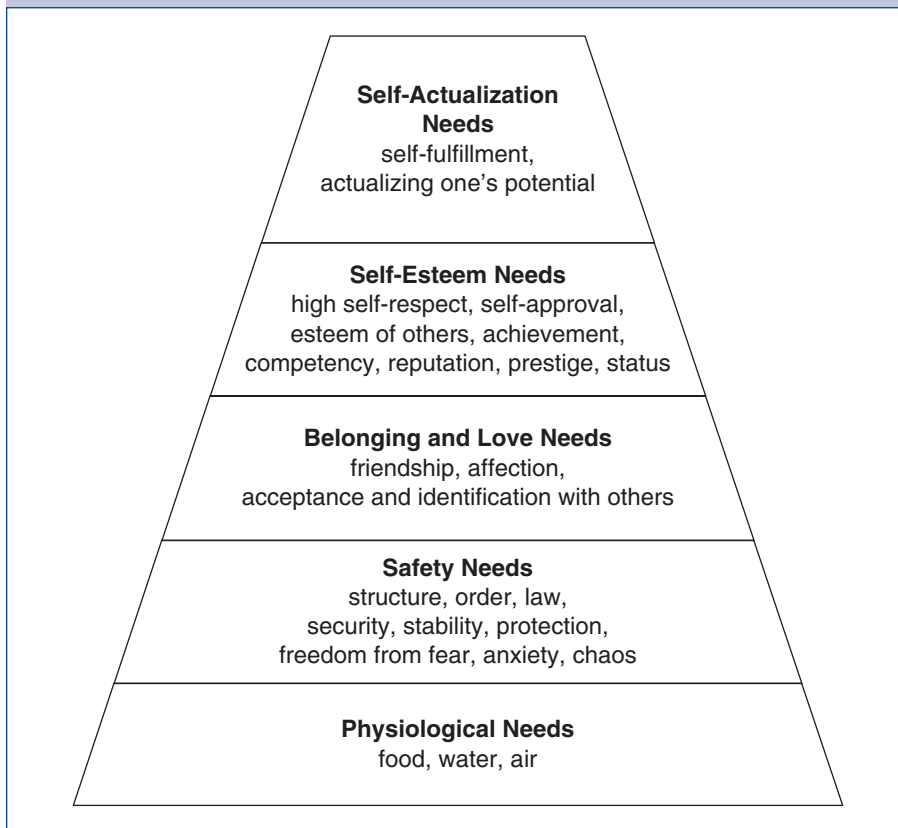 Self-Actualization
Needs
self-fulfillment,
actualizing one's potential
Self-Esteem Needs
high self-respect, self-approval,
esteem of others, achievement,
competency, reputation, prestige, status
Belonging and Love Needs
friendship, affection,
acceptance and identification with others
Safety Needs
structure, order, law,
security, stability, protection,
freedom from fear, anxiety, chaos
Physiological Needs
food, water, air